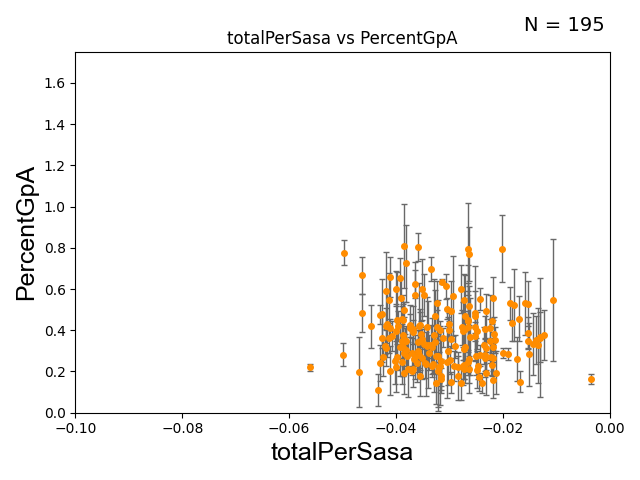 N = 195
totalPerSasa vs PercentGpA
1.6
1.4
1.2
1.0
0.8
0.6
0.4
0.2
0.0
PercentGpA
−0.10 −0.08 −0.06 −0.04 −0.02 0.00
totalPerSasa